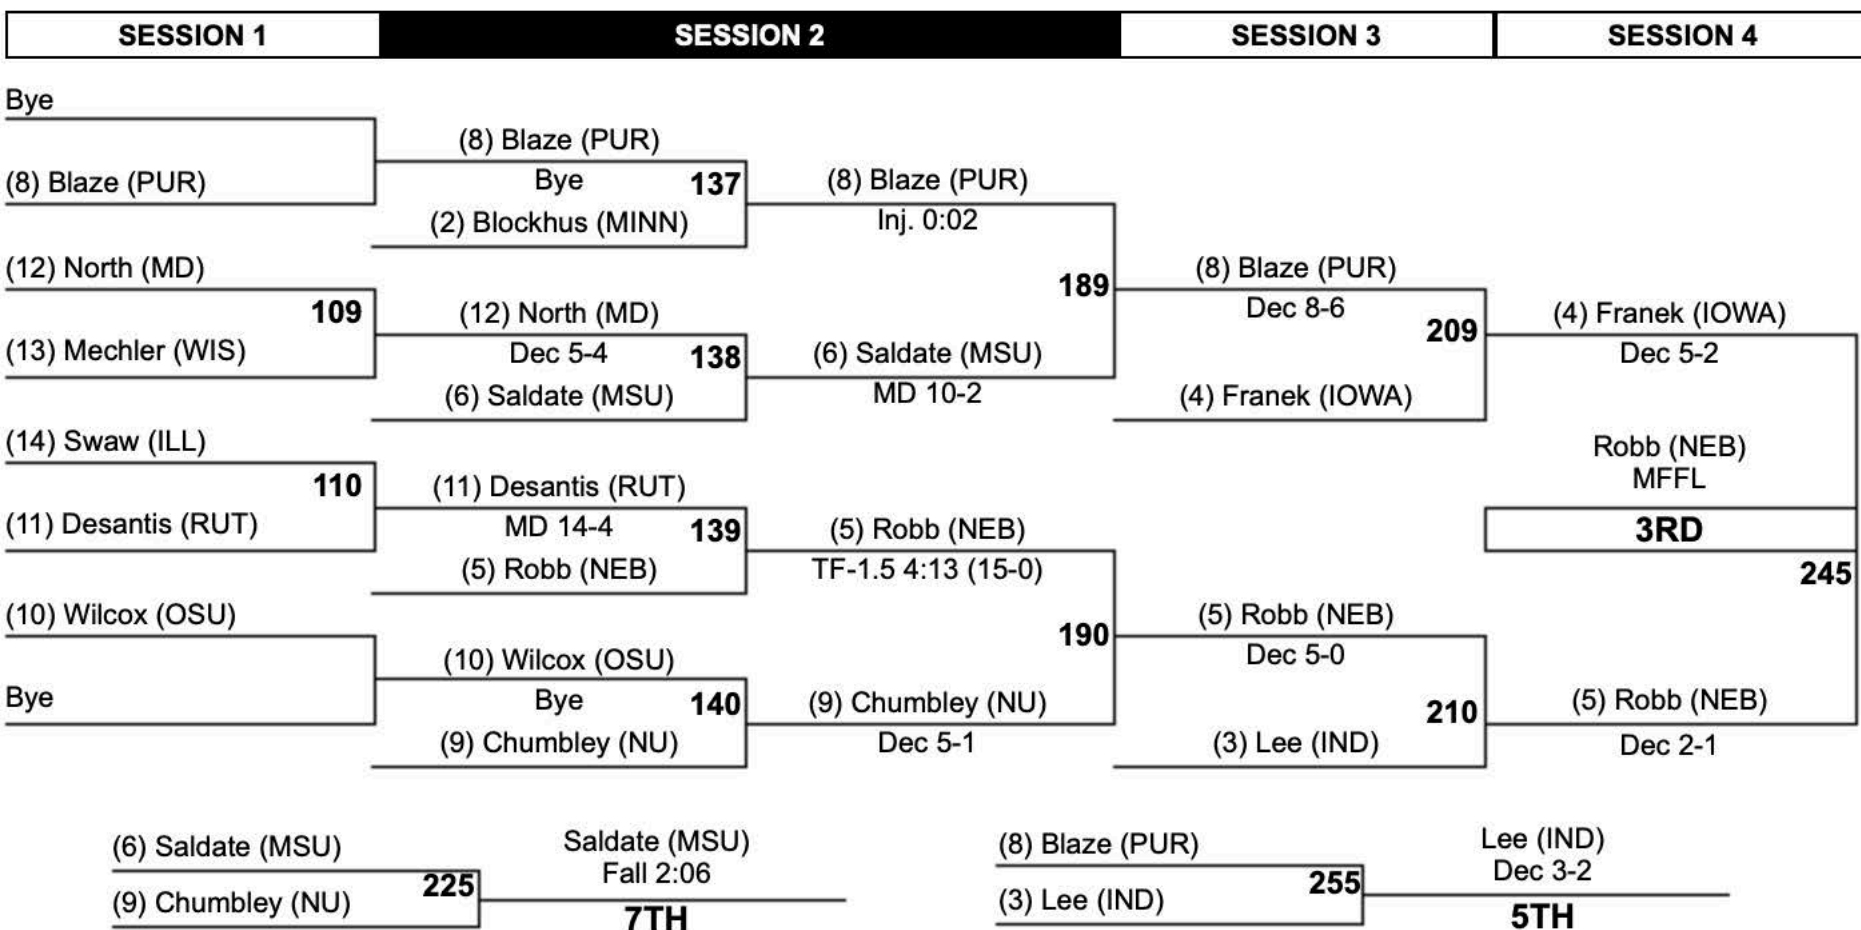 SESSION 1
SESSION 2
SESSION 3
SESSION 4
Bye
(8) Blaze (PUR)
(12) North (MD)
109
(13) Mechler (WIS)
(14) Swaw (ILL)
110
(11) Desantis (RUT)
(10) Wilcox (OSU)
Bye
(8) Blaze (PUR)
Bye 137
(2) Blockhus (MINN)
(12) North (MD)
Dec 5-4 138
(6) Saldate (MSU)
(11) Desantis (RUT)
MD 14-4 139
(5) Robb (NEB)
(10) Wilcox (OSU)
Bye 140
(9) Chumbley (NU)
(8) Blaze (PUR)
Inj. 0:02
189
(6) Saldate (MSU)
MD 10-2
(5) Robb (NEB)
TF-1.5 4:13 (15-0)
190
(9) Chumbley (NU)
Dec 5-1
(8) Blaze (PUR)
Dec 8-6
209
(4) Franek (IOWA)
(5) Robb (NEB)
Dec 5-0
210
(3) Lee (IND)
(4) Franek (IOWA)
Dec 5-2
Robb (NEB)
MFFL
3RD
245
(5) Robb (NEB)
Dec 2-1
(6) Saldate (MSU)
225
(9) Chumbley (NU)
Saldate (MSU)
Fall 2:06
7TH
(8) Blaze (PUR)
255
(3) Lee (IND)
Lee (IND)
Dec 3-2
5TH